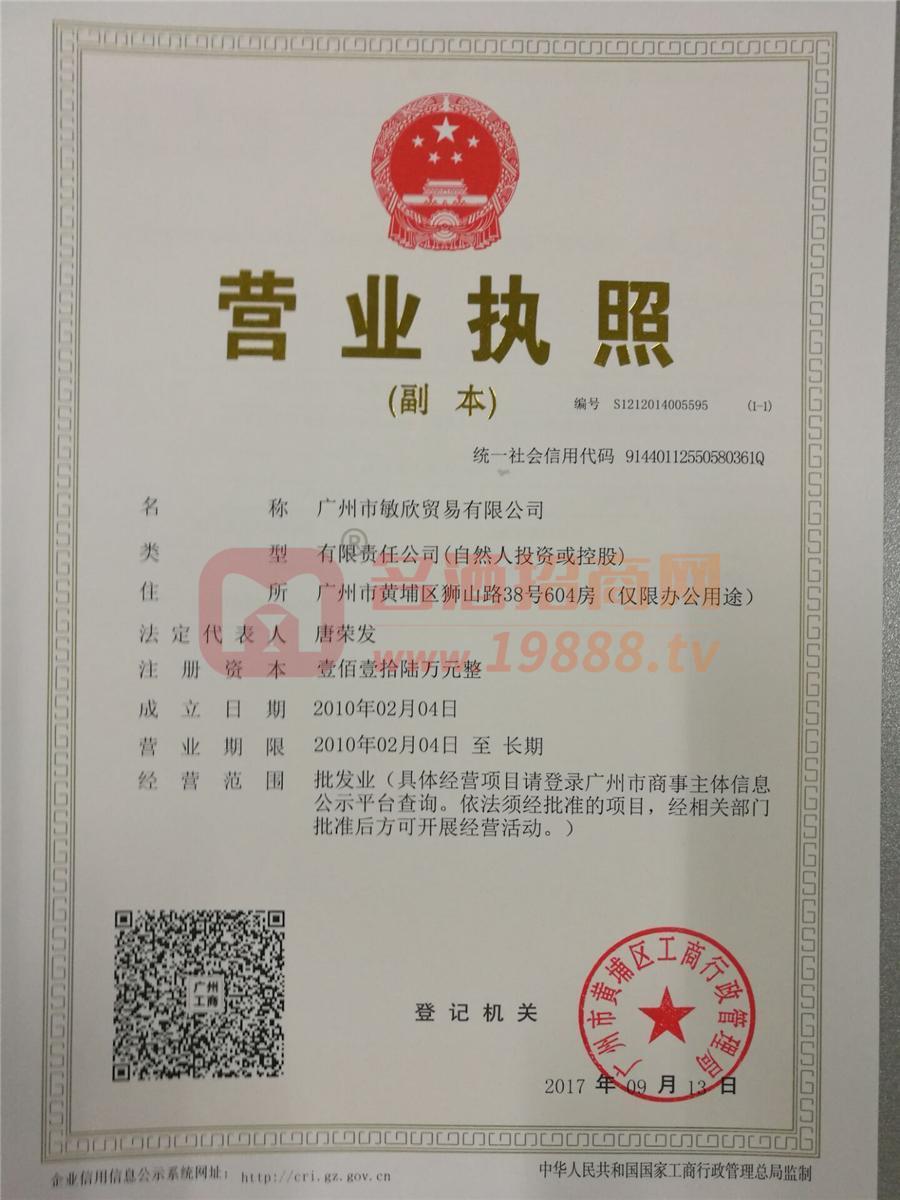 营业执照
(副 本)
编号 S1212014005595 (1-1)
统一社会信用代码 91440112550580361Q
名 称 广州市敏欣贸易有限公司
类 型 有限责任公司(自然人投资或控股)
住 所 广州市黄埔区狮山路38号604房（仅限办公用途）
法定代表人 唐荣发
注 册 资 本 壹佰壹拾陆万元整
成 立 日 期 2010年02月04日
营 业 期 限 2010年02月04日 至 长期
经 营 范 围 批发业（具体经营项目请登录广州市商事主体信息
公示平台查询。依法须经批准的项目，经相关部门
批准后方可开展经营活动。）
®
名酒招商网
www.19888.tv
广州
工商
登 记 机 关
广州市黄埔区工商行政管理局
2017 年 09 月 13 日
企业信用信息公示系统网址： http://cri.gz.gov.cn
中华人民共和国国家工商行政管理总局监制